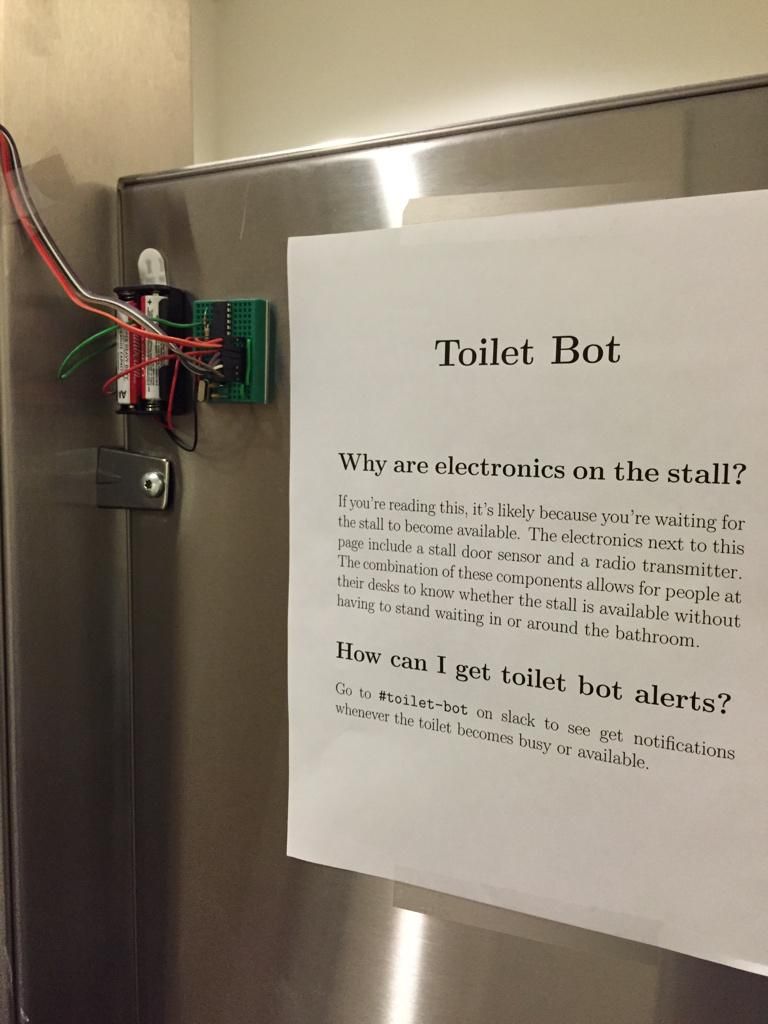 Toilet Bot
Why are electronics on the stall?
If you're reading this, it's likely because you're waiting for
the stall to become available. The electronics next to this
page include a stall door sensor and a radio transmitter.
The combination of these components allows for people at
their desks to know whether the stall is available without
having to stand waiting in or around the bathroom.
How can I get toilet bot alerts?
Go to #toilet-bot on slack to see get notifications
whenever the toilet becomes busy or available.